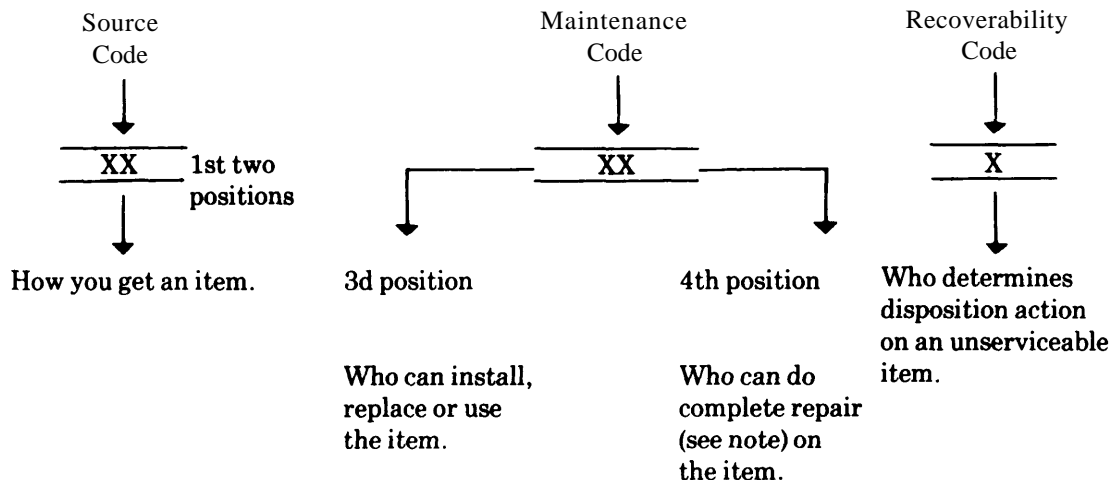 Source
Code
Maintenance
Code
Recoverability
Code
XX
1st two
positions
XX
X
How you get an item.
3d position
4th position
Who determines
disposition action
on an unserviceable
item.
Who can install,
replace or use
the item.
Who can do
complete repair
(see note) on
the item.